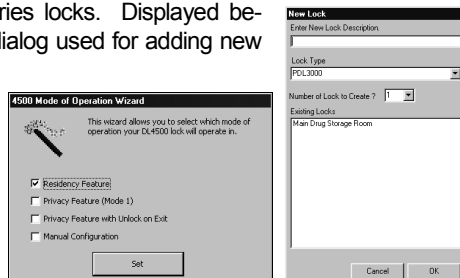 ries locks. Displayed be-
dialog used for adding new
4500 Mode of Operation Wizard
This wizard allows you to select which mode of
operation your DL4500 lock will operate in.
Residency Feature
Privacy Feature (Mode 1)
Privacy Feature with Unlock on Exit
Manual Configuration
Set
New Lock
Enter New Lock Description.
Lock Type
PDL3000
Number of Lock to Create ? 1
Existing Locks
Main Drug Storage Room
Cancel OK